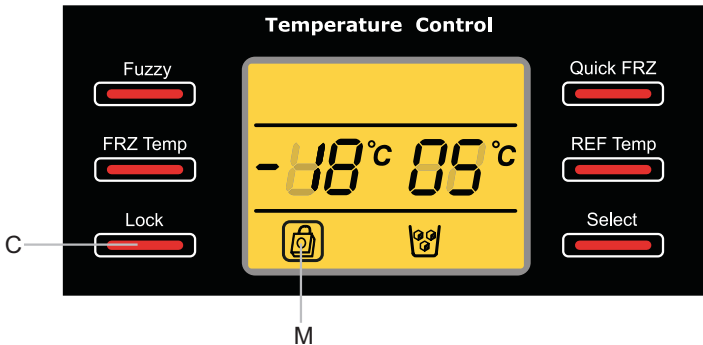 Temperature Control
Fuzzy
Quick FRZ
FRZ Temp
-18°C 05°C
REF Temp
C
Lock
Select
M